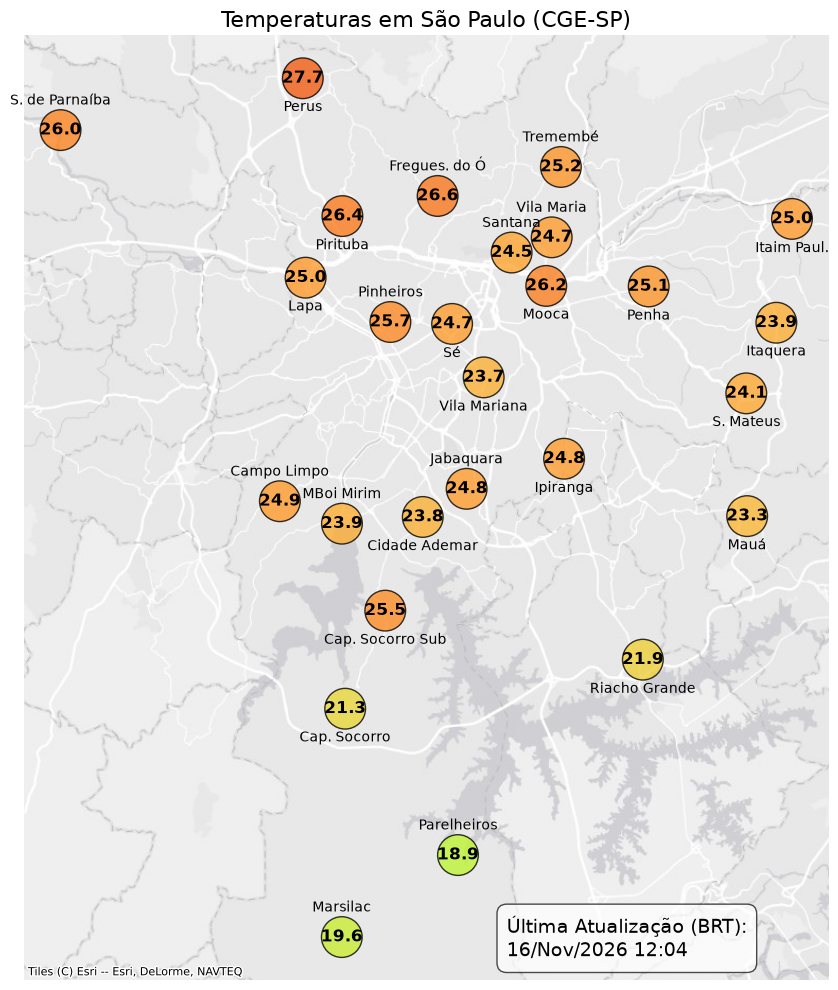 Temperaturas em São Paulo (CGE-SP)
27.7
Perus
S. de Parnaíba
26.0
Tremembé
25.2
Fregues. do Ó
26.6
26.4
Pirituba
Vila Maria
24.7
Santana
24.5
25.0
Itaim Paul.
25.0
Lapa
26.2
Mooca
25.1
Penha
Pinheiros
25.7
24.7
Sé
23.9
Itaquera
23.7
Vila Mariana
24.1
S. Mateus
24.8
Ipiranga
Jabaquara
24.8
Campo Limpo
24.9
MBoi Mirim
23.9
23.8
Cidade Ademar
23.3
Mauá
25.5
Cap. Socorro Sub
21.9
Riacho Grande
21.3
Cap. Socorro
Parelheiros
18.9
Marsilac
19.6
Última Atualização (BRT):
16/Nov/2026 12:04
Tiles (C) Esri -- Esri, DeLorme, NAVTEQ